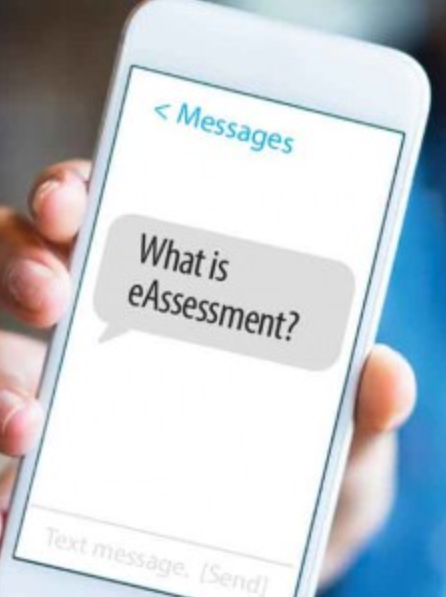 < Messages
What is
eAssessment?
Text message. [Send]